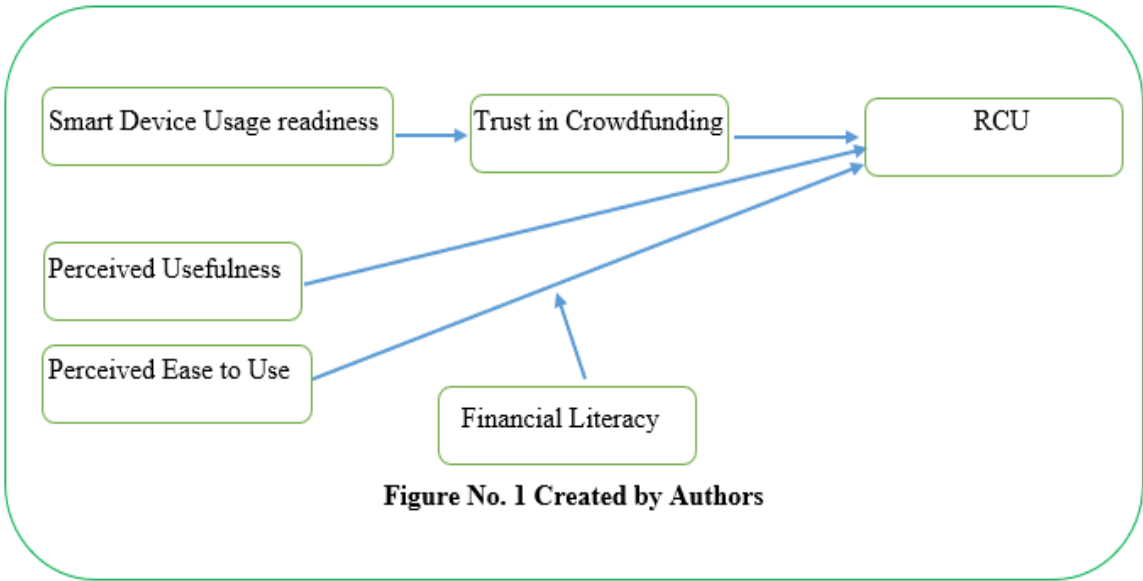 Smart Device Usage readiness
Trust in Crowdfunding
RCU
Perceived Usefulness
Perceived Ease to Use
Financial Literacy
Figure No. 1 Created by Authors